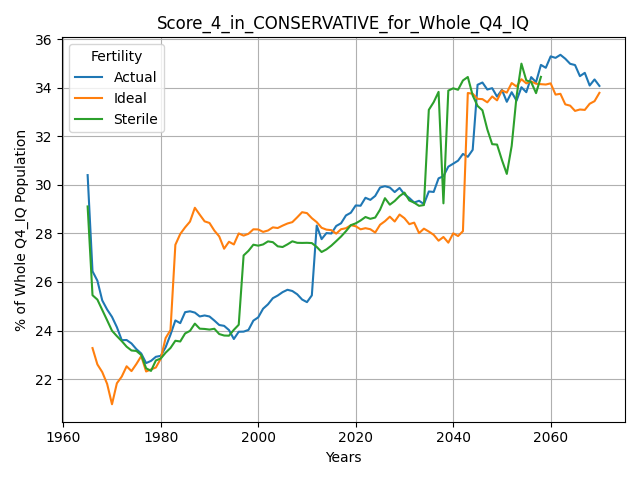 Score_4_in_CONSERVATIVE_for_Whole_Q4_IQ
% of Whole Q4_IQ Population
36
34
32
30
28
26
24
22
Fertility
Actual
Ideal
Sterile
1960 1980 2000 2020 2040 2060
Years